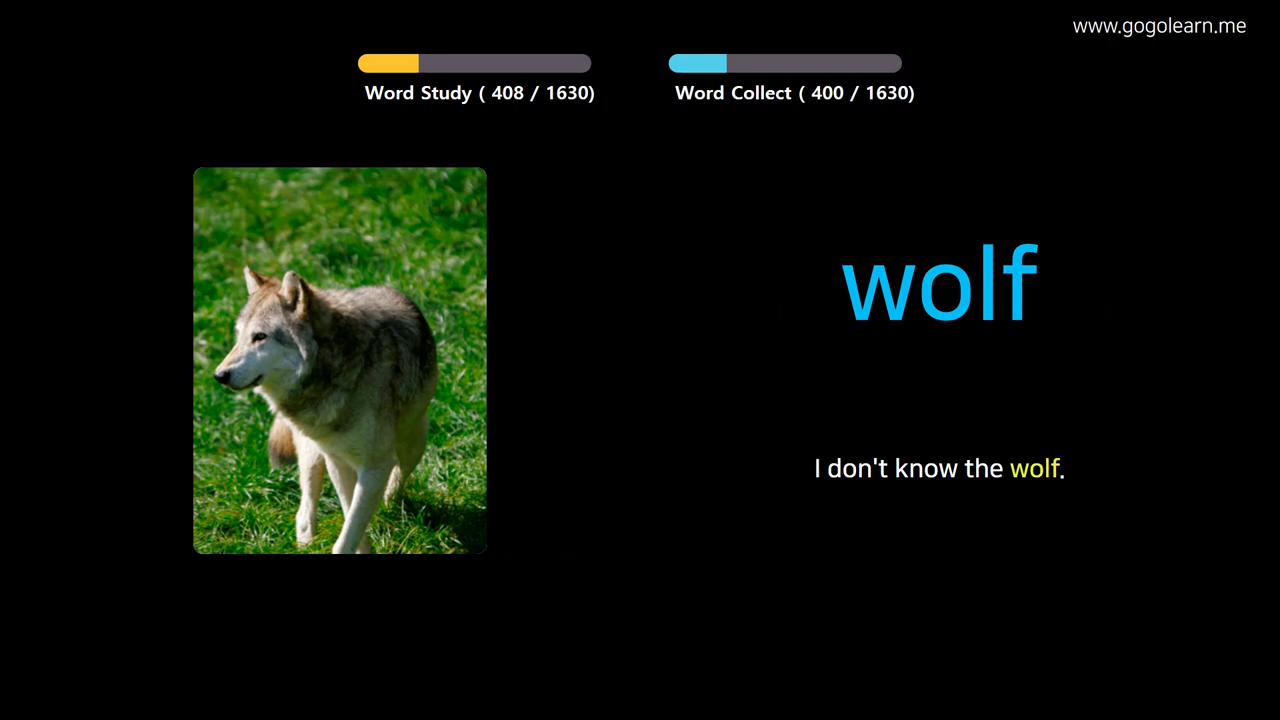 www.gogolearn.me
Word Study ( 408 / 1630)
Word Collect ( 400 / 1630)
wolf
I don't know the wolf.